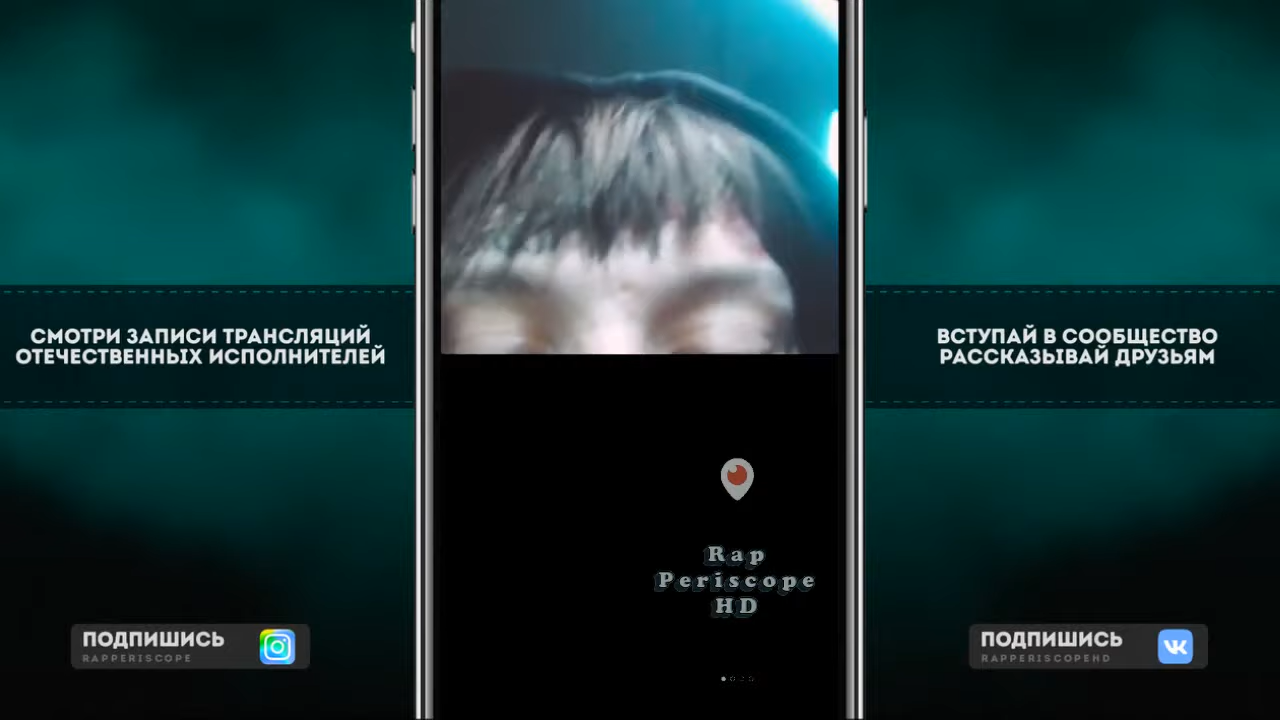 СМОТРИ ЗАПИСИ ТРАНСЛЯЦИЙ
ОТЕЧЕСТВЕННЫХ ИСПОЛНИТЕЛЕЙ
ВСТУПАЙ В СООБЩЕСТВО
РАССКАЗЫВАЙ ДРУЗЬЯМ
Rap
Periscope
HD
ПОДПИШИСЬ
RAPPERISCOPE
ПОДПИШИСЬ
RAPPERISCOPEHD